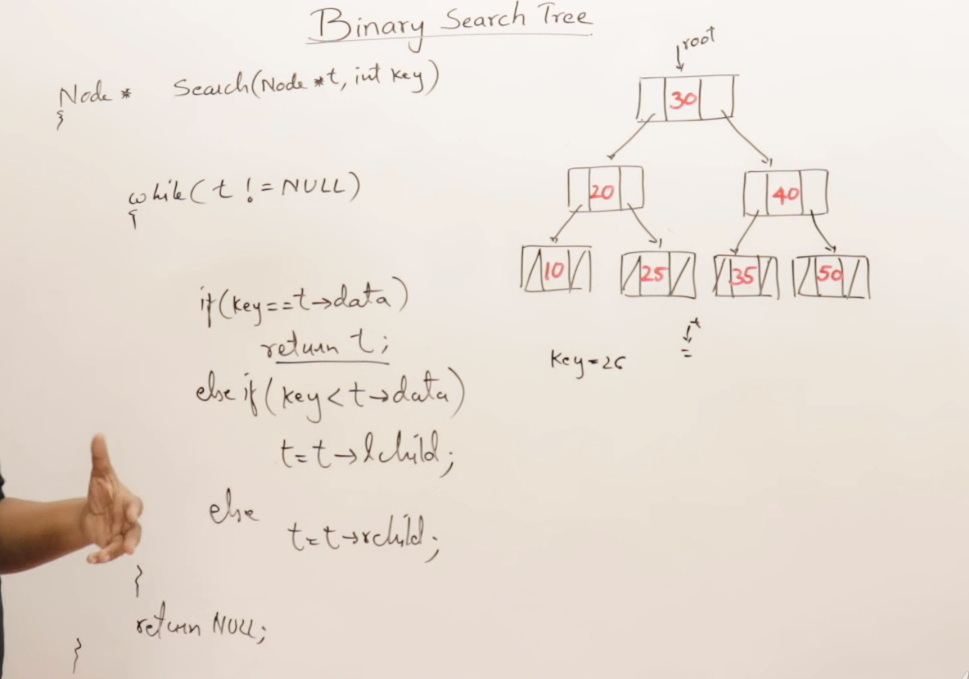 Binary Search Tree
Node * Search(Node *t, int key)
{
while( t != NULL)
{
if(key==t→data)
return t;
else if(key<t→data)
t=t→lchild;
else
t=t→rchild;
}
return NULL;
}
root
30
20 40
10 25 35 50
t
Key=26